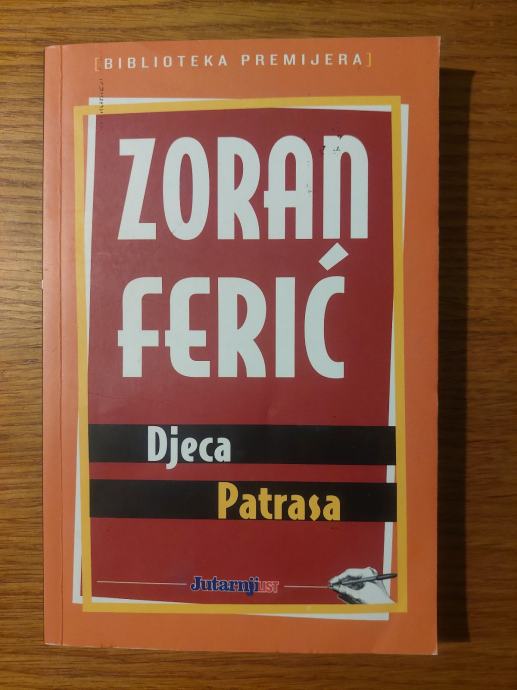 [BIBLIOTEKA PREMIJERA]
ZORAN
FERIĆ
Djeca
Patrasa
Jutarnji LIST